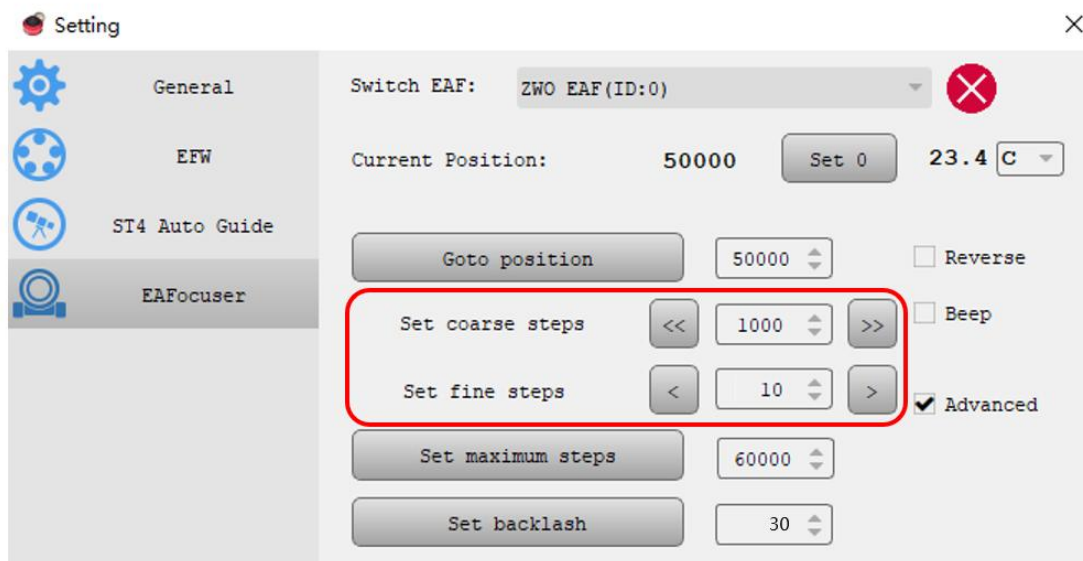 Setting
General
EFW
ST4 Auto Guide
EAFocuser
Switch EAF: ZWO EAF(ID:0)
Current Position: 50000 Set 0 23.4 C
Goto position 50000 Reverse
Set coarse steps << 1000 >> Beep
Set fine steps < 10 > Advanced
Set maximum steps 60000
Set backlash 30